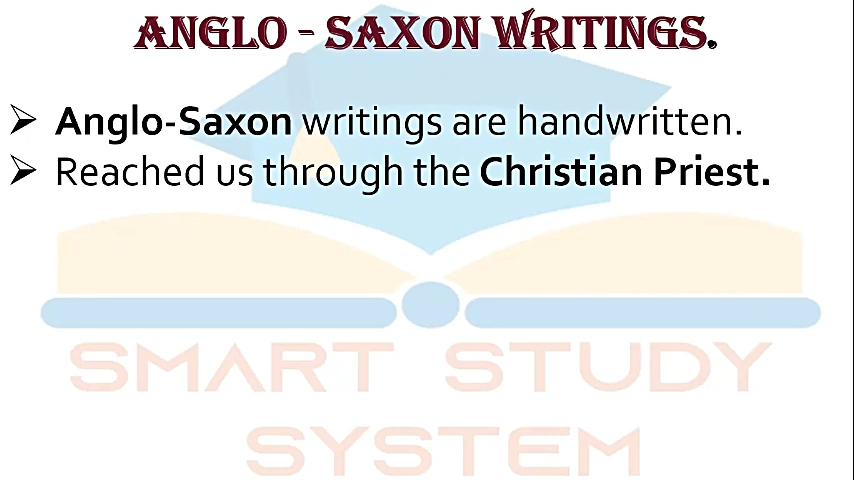 ANGLO - SAXON WRITINGS.
➢ Anglo-Saxon writings are handwritten.
➢ Reached us through the Christian Priest.
SMART STUDY
SYSTEM